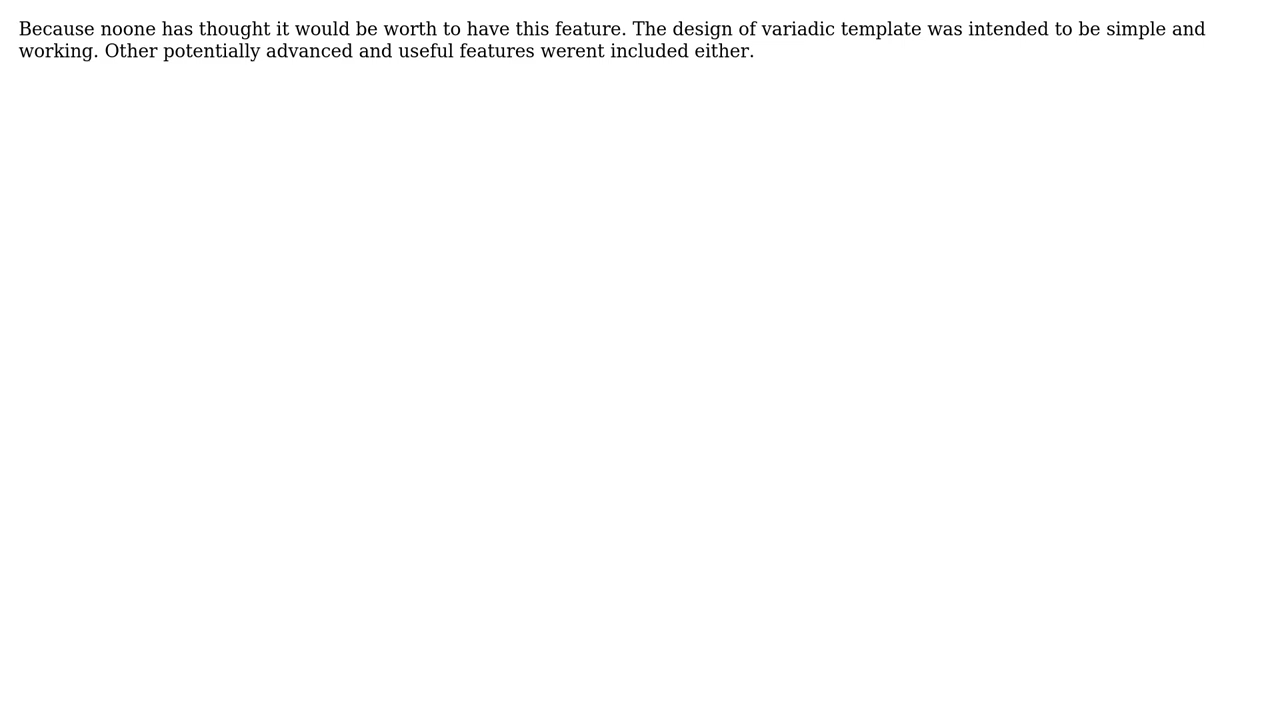 Because noone has thought it would be worth to have this feature. The design of variadic template was intended to be simple and
working. Other potentially advanced and useful features werent included either.